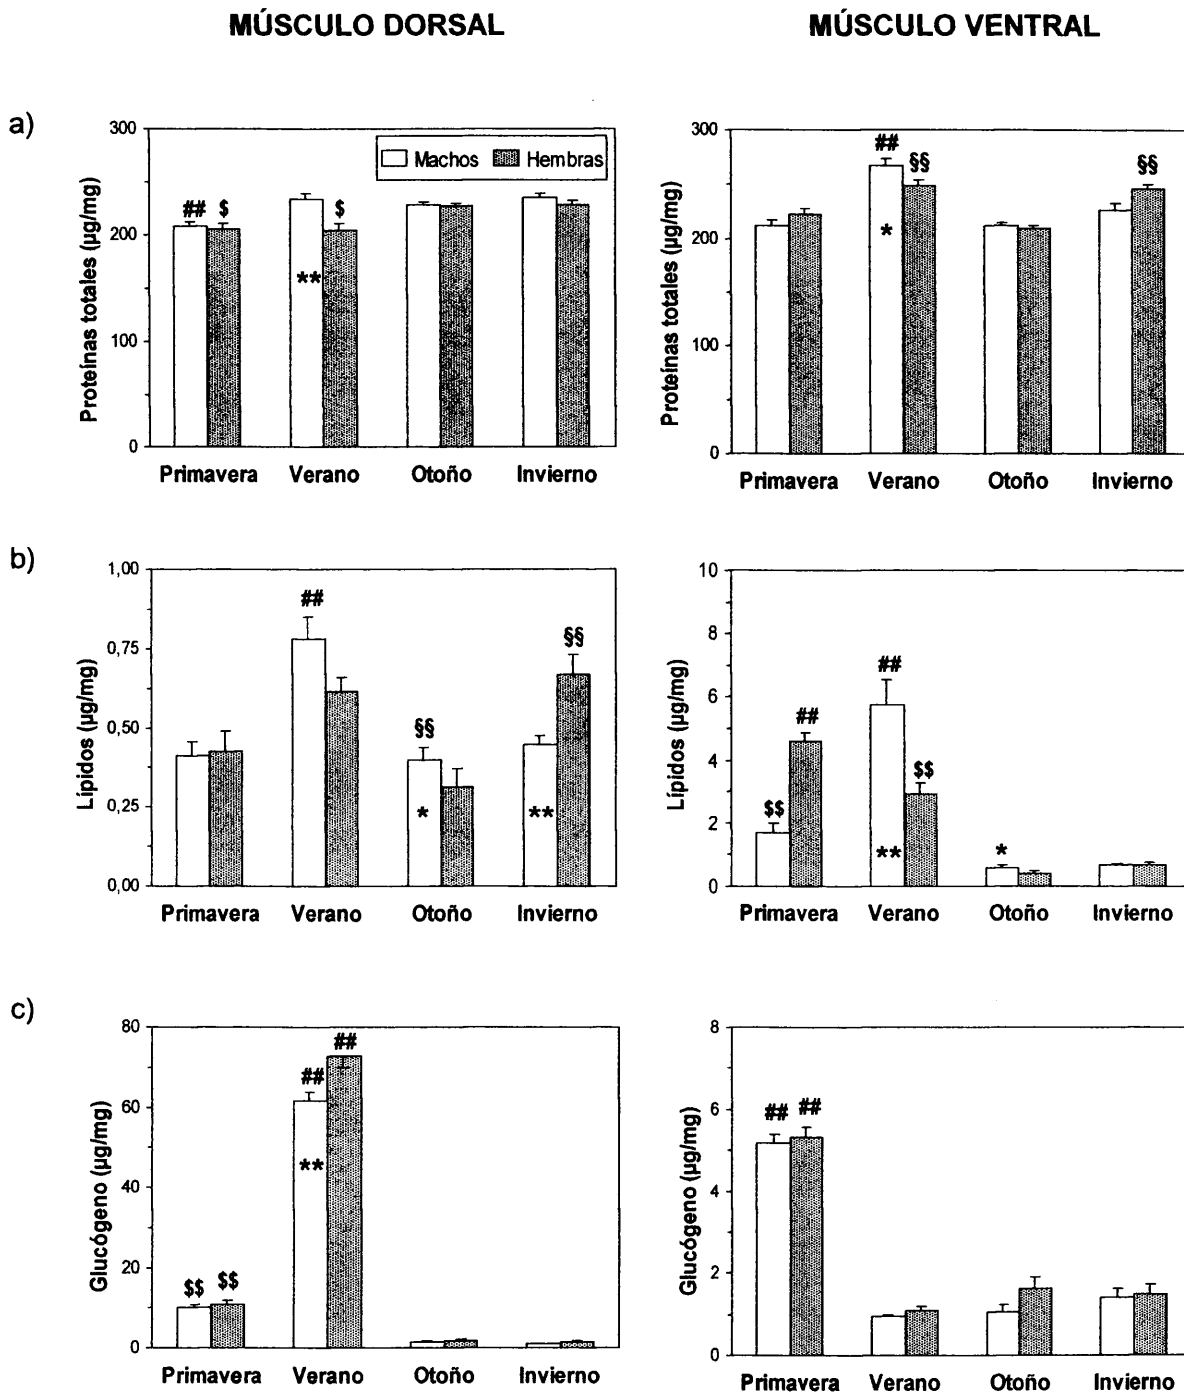 MÚSCULO DORSAL
MÚSCULO VENTRAL
a)
Proteínas totales (µg/mg)
300
200
100
0
Machos
Hembras
##
$
$
**
Primavera
Verano
Otoño
Invierno
Proteínas totales (µg/mg)
300
200
100
0
##
§§
§§
*
Primavera
Verano
Otoño
Invierno
b)
Lípidos (µg/mg)
1,00
0,75
0,50
0,25
0,00
##
§§
§§
*
**
Primavera
Verano
Otoño
Invierno
Lípidos (µg/mg)
10
8
6
4
2
0
##
##
$$
$$
**
*
Primavera
Verano
Otoño
Invierno
c)
Glucógeno (µg/mg)
80
60
40
20
0
##
##
**
$$
$$
Primavera
Verano
Otoño
Invierno
Glucógeno (µg/mg)
8
6
4
2
0
##
##
Primavera
Verano
Otoño
Invierno